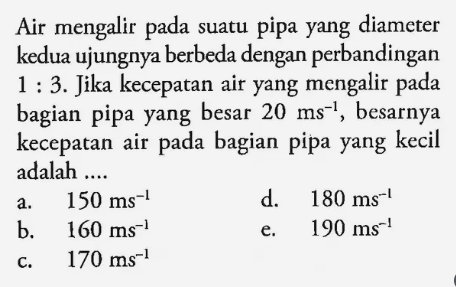 Air mengalir pada suatu pipa yang diameter
kedua ujungnya berbeda dengan perbandingan
1 : 3. Jika kecepatan air yang mengalir pada
bagian pipa yang besar 20 ms⁻¹, besarnya
kecepatan air pada bagian pipa yang kecil
adalah ....
a. 150 ms⁻¹ d. 180 ms⁻¹
b. 160 ms⁻¹ e. 190 ms⁻¹
c. 170 ms⁻¹